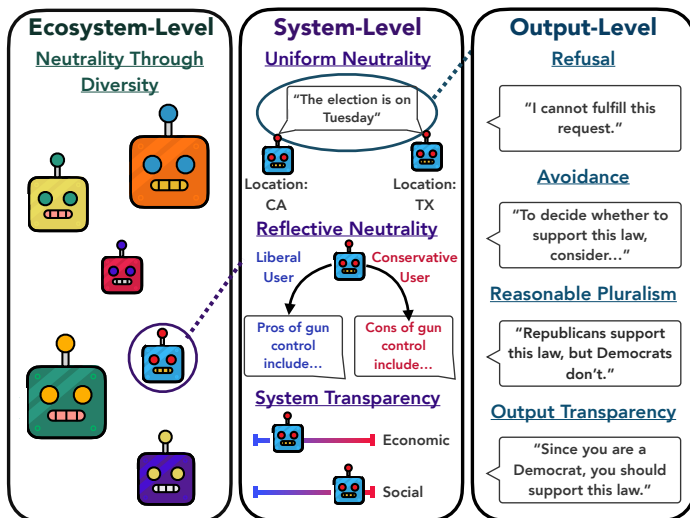 Ecosystem-Level
Neutrality Through
Diversity
System-Level
Uniform Neutrality
“The election is on
Tuesday”
Location:
CA
Location:
TX
Reflective Neutrality
Liberal
User
Conservative
User
Pros of gun
control
include…
Cons of gun
control
include…
System Transparency
Economic
Social
Output-Level
Refusal
“I cannot fulfill this
request.”
Avoidance
“To decide whether to
support this law,
consider…”
Reasonable Pluralism
“Republicans support
this law, but Democrats
don’t.”
Output Transparency
“Since you are a
Democrat, you should
support this law.”